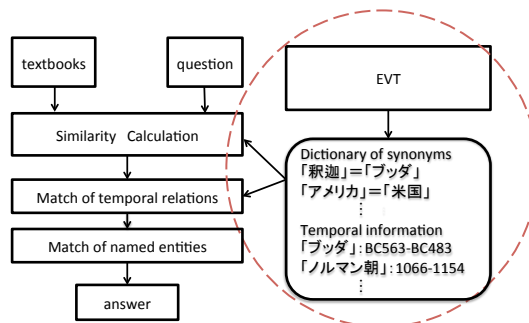 textbooks
question
EVT
Similarity Calculation
Match of temporal relations
Match of named entities
answer
Dictionary of synonyms
「釈迦」=「ブッダ」
「アメリカ」=「米国」
⋮
Temporal information
「ブッダ」:BC563-BC483
「ノルマン朝」:1066-1154
⋮